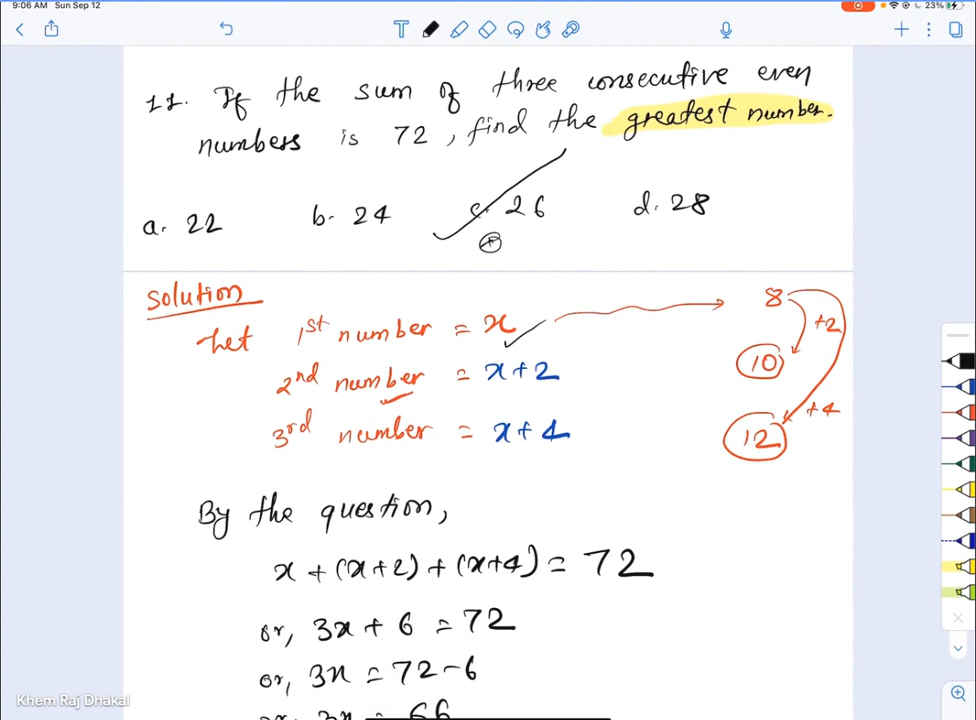 9:06 AM Sun Sep 12
23%
11. If the sum of three consecutive even
numbers is 72, find the greatest number.
a. 22 b. 24 c. 26 d. 28
Solution
Let 1st number = x
8
+2
2nd number = x+2
10
+4
3rd number = x+4
12
By the question,
x + (x+2) + (x+4) = 72
or, 3x + 6 = 72
or, 3x = 72-6
or, 3x = 66
Khem Raj Dhakal